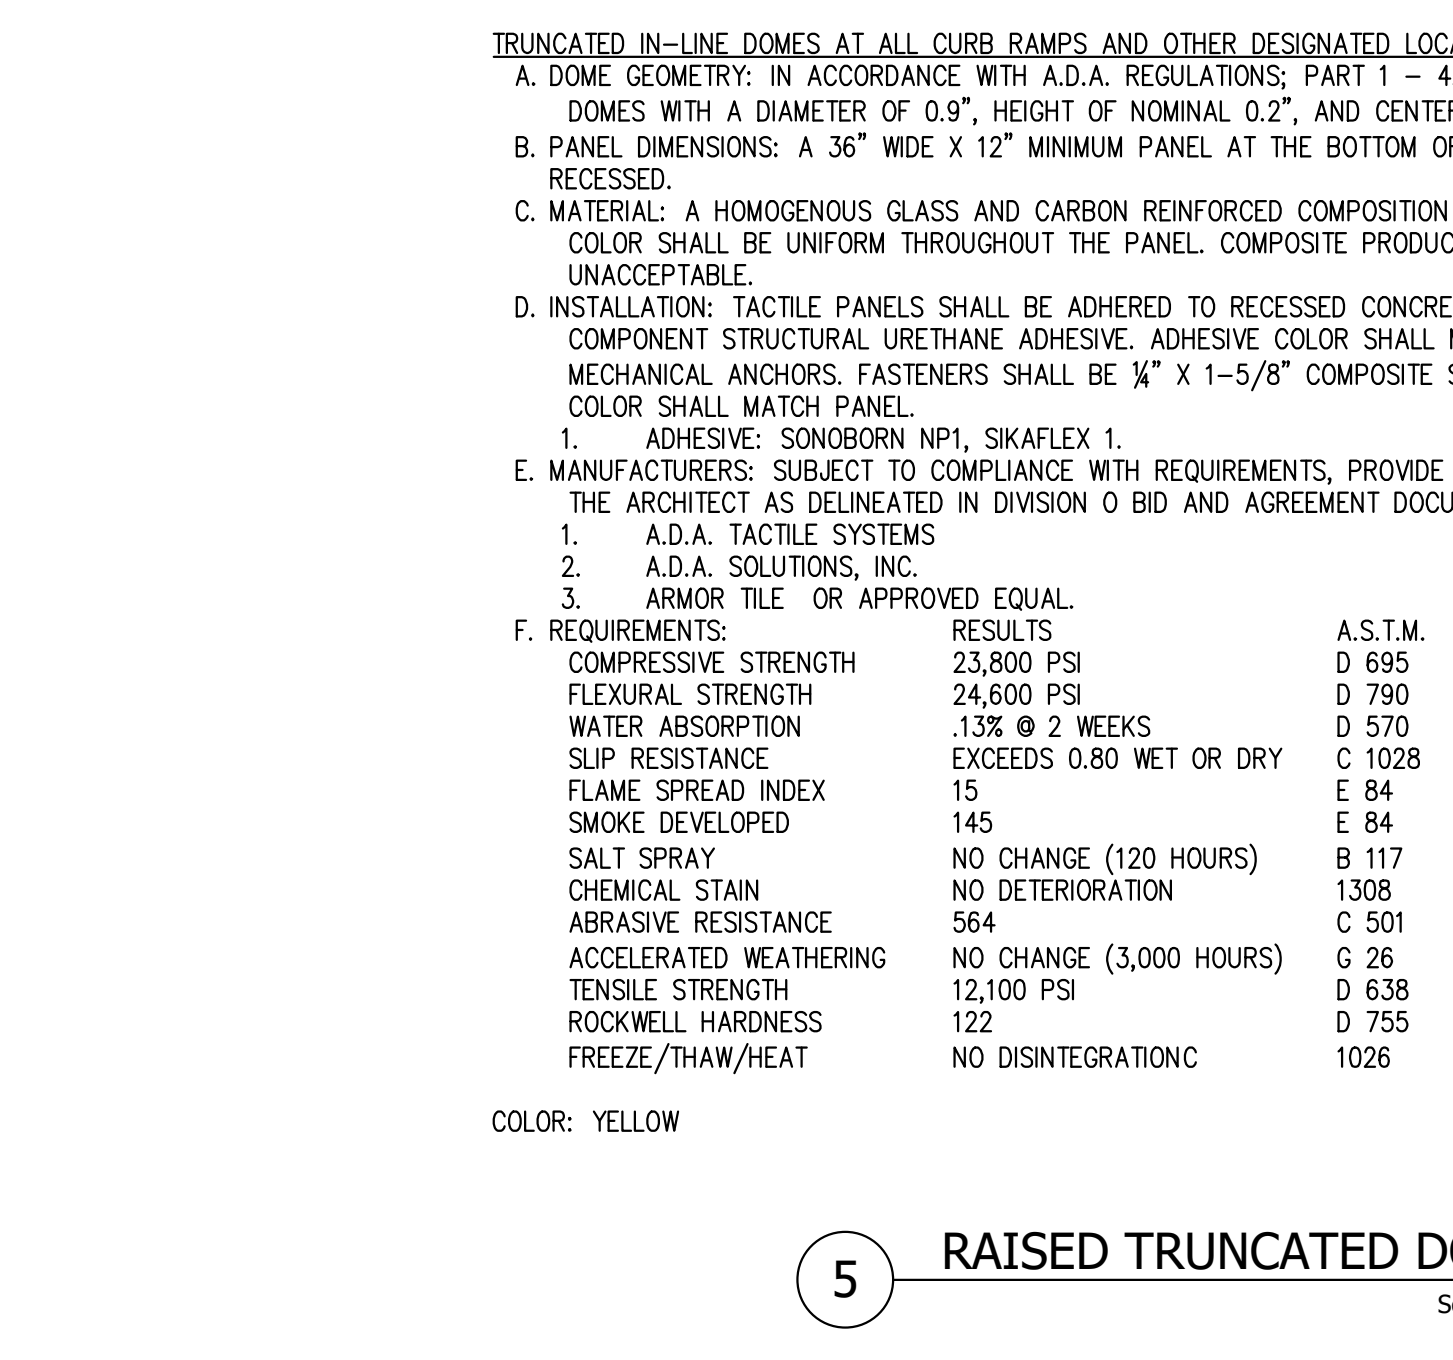 TRUNCATED IN-LINE DOMES AT ALL CURB RAMPS AND OTHER DESIGNATED
A. DOME GEOMETRY: IN ACCORDANCE WITH A.D.A. REGULATIONS; PART 1 - 4
DOMES WITH A DIAMETER OF 0.9", HEIGHT OF NOMINAL 0.2", AND
B. PANEL DIMENSIONS: A 36" WIDE X 12" MINIMUM PANEL AT THE BOTTOM
RECESSED.
C. MATERIAL: A HOMOGENOUS GLASS AND CARBON REINFORCED COMPOSITION
COLOR SHALL BE UNIFORM THROUGHOUT THE PANEL. COMPOSITE
UNACCEPTABLE.
D. INSTALLATION: TACTILE PANELS SHALL BE ADHERED TO RECESSED
COMPONENT STRUCTURAL URETHANE ADHESIVE. ADHESIVE COLOR SHALL
MECHANICAL ANCHORS. FASTENERS SHALL BE ¼" X 1-5/8" COMPOSITE
COLOR SHALL MATCH PANEL.
1. ADHESIVE: SONOBORN NP1, SIKAFLEX 1.
E. MANUFACTURERS: SUBJECT TO COMPLIANCE WITH REQUIREMENTS, PROVIDE
THE ARCHITECT AS DELINEATED IN DIVISION O BID AND AGREEMENT
1. A.D.A. TACTILE SYSTEMS
2. A.D.A. SOLUTIONS, INC.
3. ARMOR TILE OR APPROVED EQUAL.
F. REQUIREMENTS: RESULTS A.S.T.M.
COMPRESSIVE STRENGTH 23,800 PSI D 695
FLEXURAL STRENGTH 24,600 PSI D 790
WATER ABSORPTION .13% @ 2 WEEKS D 570
SLIP RESISTANCE EXCEEDS 0.80 WET OR DRY C 1028
FLAME SPREAD INDEX 15 E 84
SMOKE DEVELOPED 145 E 84
SALT SPRAY NO CHANGE (120 HOURS) B 117
CHEMICAL STAIN NO DETERIORATION 1308
ABRASIVE RESISTANCE 564 C 501
ACCELERATED WEATHERING NO CHANGE (3,000 HOURS) G 26
TENSILE STRENGTH 12,100 PSI D 638
ROCKWELL HARDNESS 122 D 755
FREEZE/THAW/HEAT NO DISINTEGRATIONC 1026
COLOR: YELLOW
5 RAISED TRUNCATED